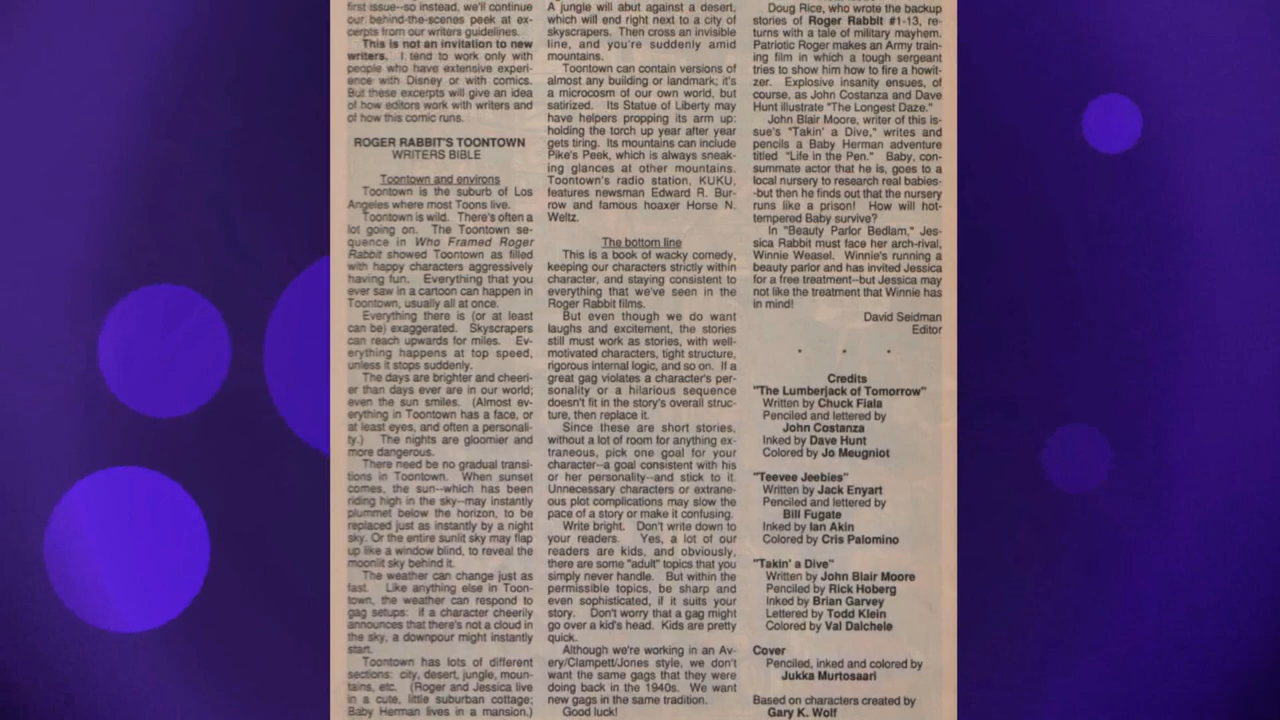 first issue--so instead, we'll continue
our behind-the-scenes peek at ex-
cerpts from our writers guidelines.
This is not an invitation to new
writers. I tend to work only with
people who have extensive experi-
ence with Disney or with comics.
But these excerpts will give an idea
of how editors work with writers and
of how this comic runs.
ROGER RABBIT'S TOONTOWN
WRITERS BIBLE
Toontown and environs
Toontown is the suburb of Los
Angeles where most Toons live.
Toontown is wild. There's often a
lot going on. The Toontown se-
quence in Who Framed Roger
Rabbit showed Toontown as filled
with happy characters aggressively
having fun. Everything that you
ever saw in a cartoon can happen in
Toontown, usually all at once.
Everything there is (or at least
can be) exaggerated. Skyscrapers
can reach upwards for miles. Ev-
erything happens at top speed,
unless it stops suddenly.
The days are brighter and cheeri-
er than days ever are in our world;
even the sun smiles. (Almost ev-
erything in Toontown has a face, or
at least eyes, and often a personali-
ty.) The nights are gloomier and
more dangerous.
There need be no gradual transi-
tions in Toontown. When sunset
comes, the sun--which has been
riding high in the sky--may instantly
plummet below the horizon, to be
replaced just as instantly by a night
sky. Or the entire sunlit sky may flap
up like a window blind, to reveal the
moonlit sky behind it.
The weather can change just as
fast. Like anything else in Toon-
town, the weather can respond to
gag setups: if a character cheerily
announces that there's not a cloud in
the sky, a downpour might instantly
start.
Toontown has lots of different
sections: city, desert, jungle, moun-
tains, etc. (Roger and Jessica live
in a cute, little suburban cottage;
Baby Herman lives in a mansion.)
A jungle will abut against a desert,
which will end right next to a city of
skyscrapers. Then cross an invisible
line, and you're suddenly amid
mountains.
Toontown can contain versions of
almost any building or landmark; it's
a microcosm of our own world, but
satirized. Its Statue of Liberty may
have helpers propping its arm up:
holding the torch up year after year
gets tiring. Its mountains can include
Pike's Peek, which is always sneak-
ing glances at other mountains.
Toontown's radio station, KUKU,
features newsman Edward R. Bur-
row and famous hoaxer Horse N.
Weltz.
The bottom line
This is a book of wacky comedy,
keeping our characters strictly within
character, and staying consistent to
everything that we've seen in the
Roger Rabbit films.
But even though we do want
laughs and excitement, the stories
still must work as stories, with well-
motivated characters, tight structure,
rigorous internal logic, and so on. If a
great gag violates a character's per-
sonality or a hilarious sequence
doesn't fit in the story's overall struc-
ture, then replace it.
Since these are short stories,
without a lot of room for anything ex-
traneous, pick one goal for your
character--a goal consistent with his
or her personality--and stick to it.
Unnecessary characters or extrane-
ous plot complications may slow the
pace of a story or make it confusing.
Write bright. Don't write down to
your readers. Yes, a lot of our
readers are kids, and obviously,
there are some "adult" topics that you
simply never handle. But within the
permissible topics, be sharp and
even sophisticated, if it suits your
story. Don't worry that a gag might
go over a kid's head. Kids are pretty
quick.
Although we're working in an Av-
ery/Clampett/Jones style, we don't
want the same gags that they were
doing back in the 1940s. We want
new gags in the same tradition.
Good luck!
Doug Rice, who wrote the backup
stories of Roger Rabbit #1-13, re-
turns with a tale of military mayhem.
Patriotic Roger makes an Army train-
ing film in which a tough sergeant
tries to show him how to fire a howit-
zer. Explosive insanity ensues, of
course, as John Costanza and Dave
Hunt illustrate "The Longest Daze."
John Blair Moore, writer of this is-
sue's "Takin' a Dive," writes and
pencils a Baby Herman adventure
titled "Life in the Pen." Baby, con-
summate actor that he is, goes to a
local nursery to research real babies-
-but then he finds out that the nursery
runs like a prison! How will hot-
tempered Baby survive?
In "Beauty Parlor Bedlam," Jes-
sica Rabbit must face her arch-rival,
Winnie Weasel. Winnie's running a
beauty parlor and has invited Jessica
for a free treatment--but Jessica may
not like the treatment that Winnie has
in mind!
David Seidman
Editor
Credits
"The Lumberjack of Tomorrow"
Written by Chuck Fiala
Penciled and lettered by
John Costanza
Inked by Dave Hunt
Colored by Jo Meugniot
"Teevee Jeebies"
Written by Jack Enyart
Penciled and lettered by
Bill Fugate
Inked by Ian Akin
Colored by Cris Palomino
"Takin' a Dive"
Written by John Blair Moore
Penciled by Rick Hoberg
Inked by Brian Garvey
Lettered by Todd Klein
Colored by Val Dalchele
Cover
Penciled, inked and colored by
Jukka Murtosaari
Based on characters created by
Gary K. Wolf